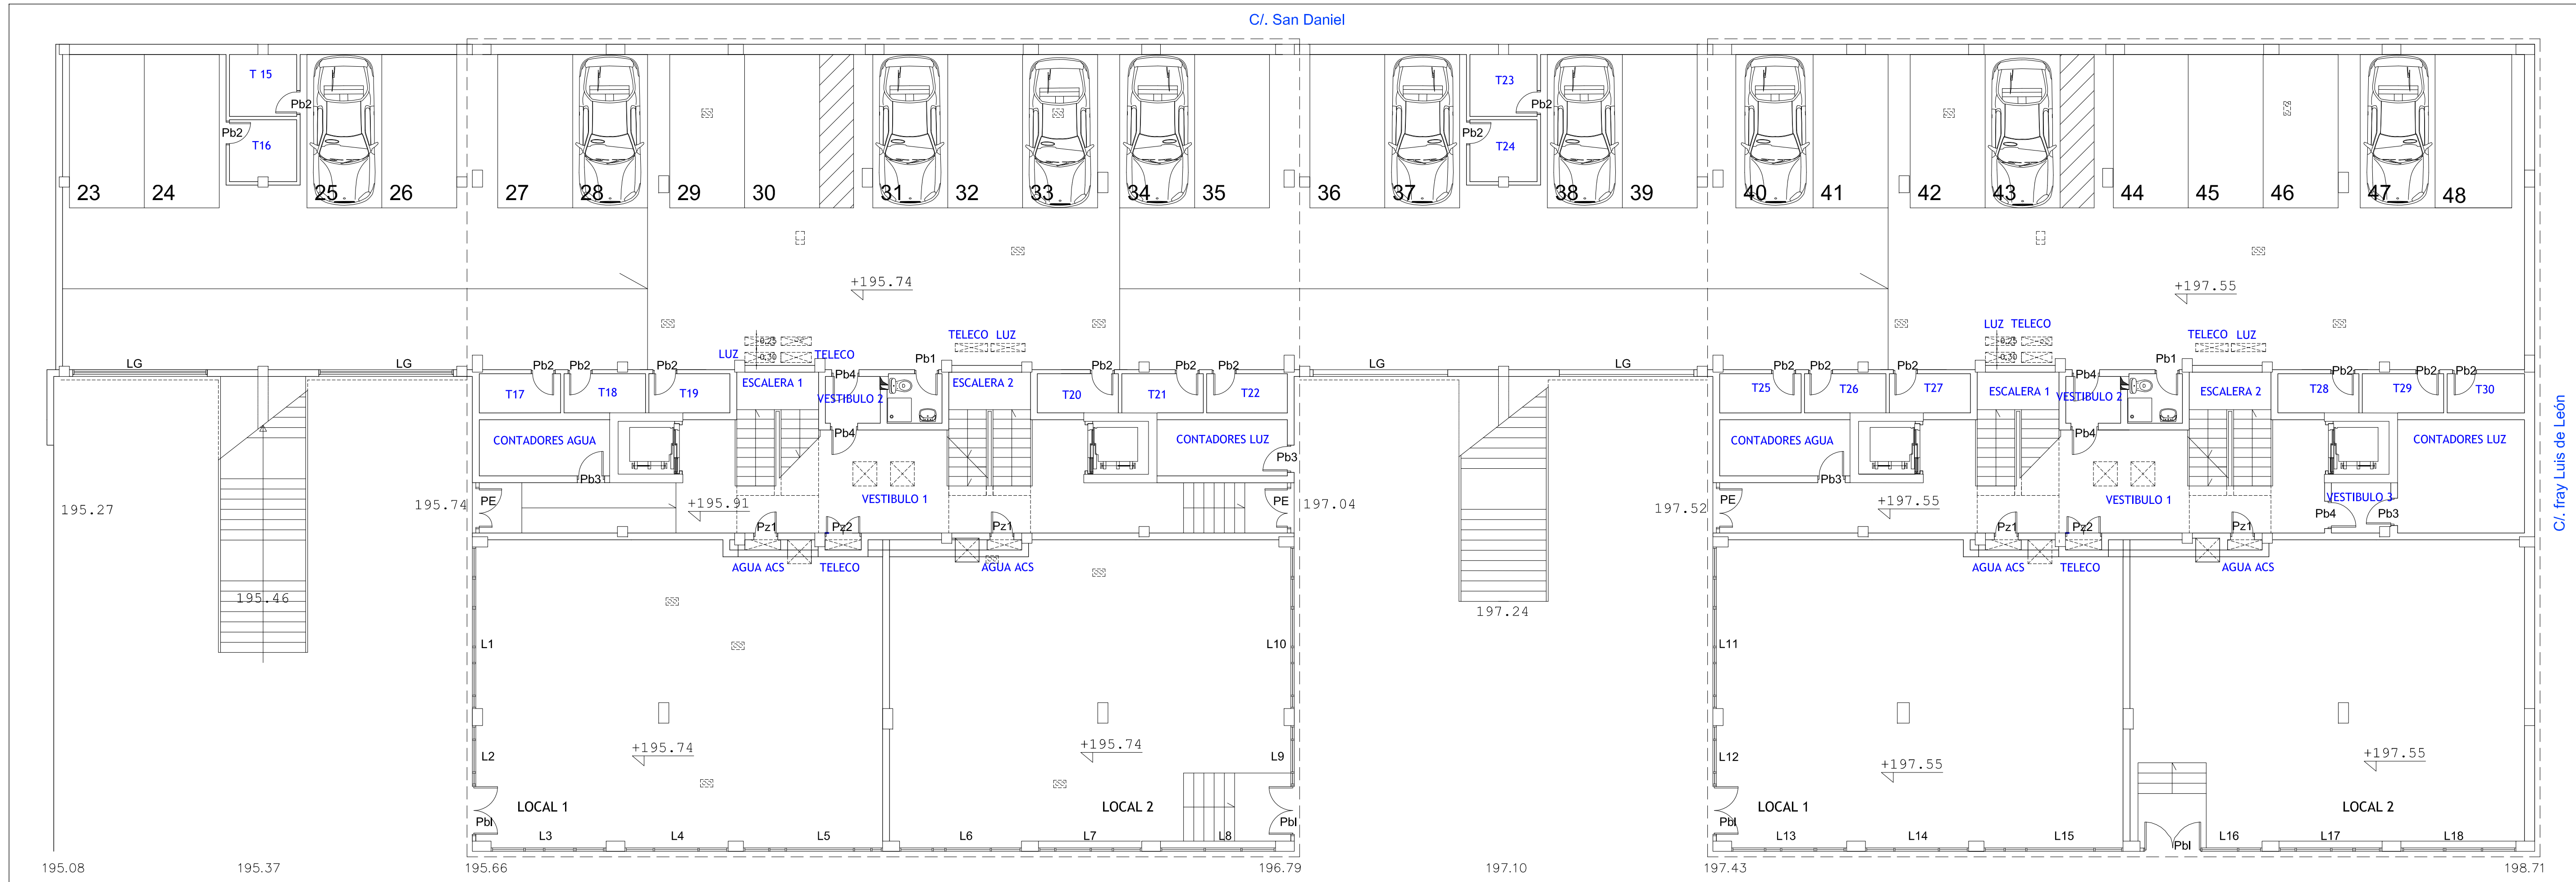 C/. San Daniel
T 15
Pb2
Pb2
T16
T23
Pb2
Pb2
T24
23
24
25
26
27
28
29
30
31
32
33
34
35
36
37
38
39
40
41
42
43
44
45
46
47
48
+195.74
+197.55
TELECO LUZ
LUZ
TELECO
LUZ TELECO
TELECO LUZ
-0,30
-0,30
LG
LG
LG
LG
Pb2
Pb2
Pb2
Pb4
Pb1
Pb2
Pb2
Pb2
Pb2
Pb2
Pb2
Pb4
Pb1
Pb2
Pb2
Pb2
T17
T18
T19
ESCALERA 1
VESTIBULO 2
ESCALERA 2
T20
T21
T22
T25
T26
T27
ESCALERA 1
VESTIBULO 2
ESCALERA 2
T28
T29
T30
CONTADORES AGUA
Pb4
CONTADORES LUZ
CONTADORES AGUA
Pb4
CONTADORES LUZ
Pb3
Pb3
Pb3
C/. fray Luis de León
195.27
195.74
PE
+195.91
VESTIBULO 1
PE
197.04
197.52
PE
+197.55
VESTIBULO 1
VESTIBULO 3
Pb4
Pb3
Pz1
Pz2
Pz1
Pz1
Pz2
Pz1
AGUA ACS
TELECO
AGUA ACS
AGUA ACS
TELECO
AGUA ACS
195.46
197.24
L1
L10
L11
L2
+195.74
+195.74
L9
L12
+197.55
+197.55
LOCAL 1
LOCAL 2
LOCAL 1
LOCAL 2
Pbl
Pbl
Pbl
Pbl
L3
L4
L5
L6
L7
L8
L13
L14
L15
L16
L17
L18
195.08
195.37
195.66
196.79
197.10
197.43
198.71